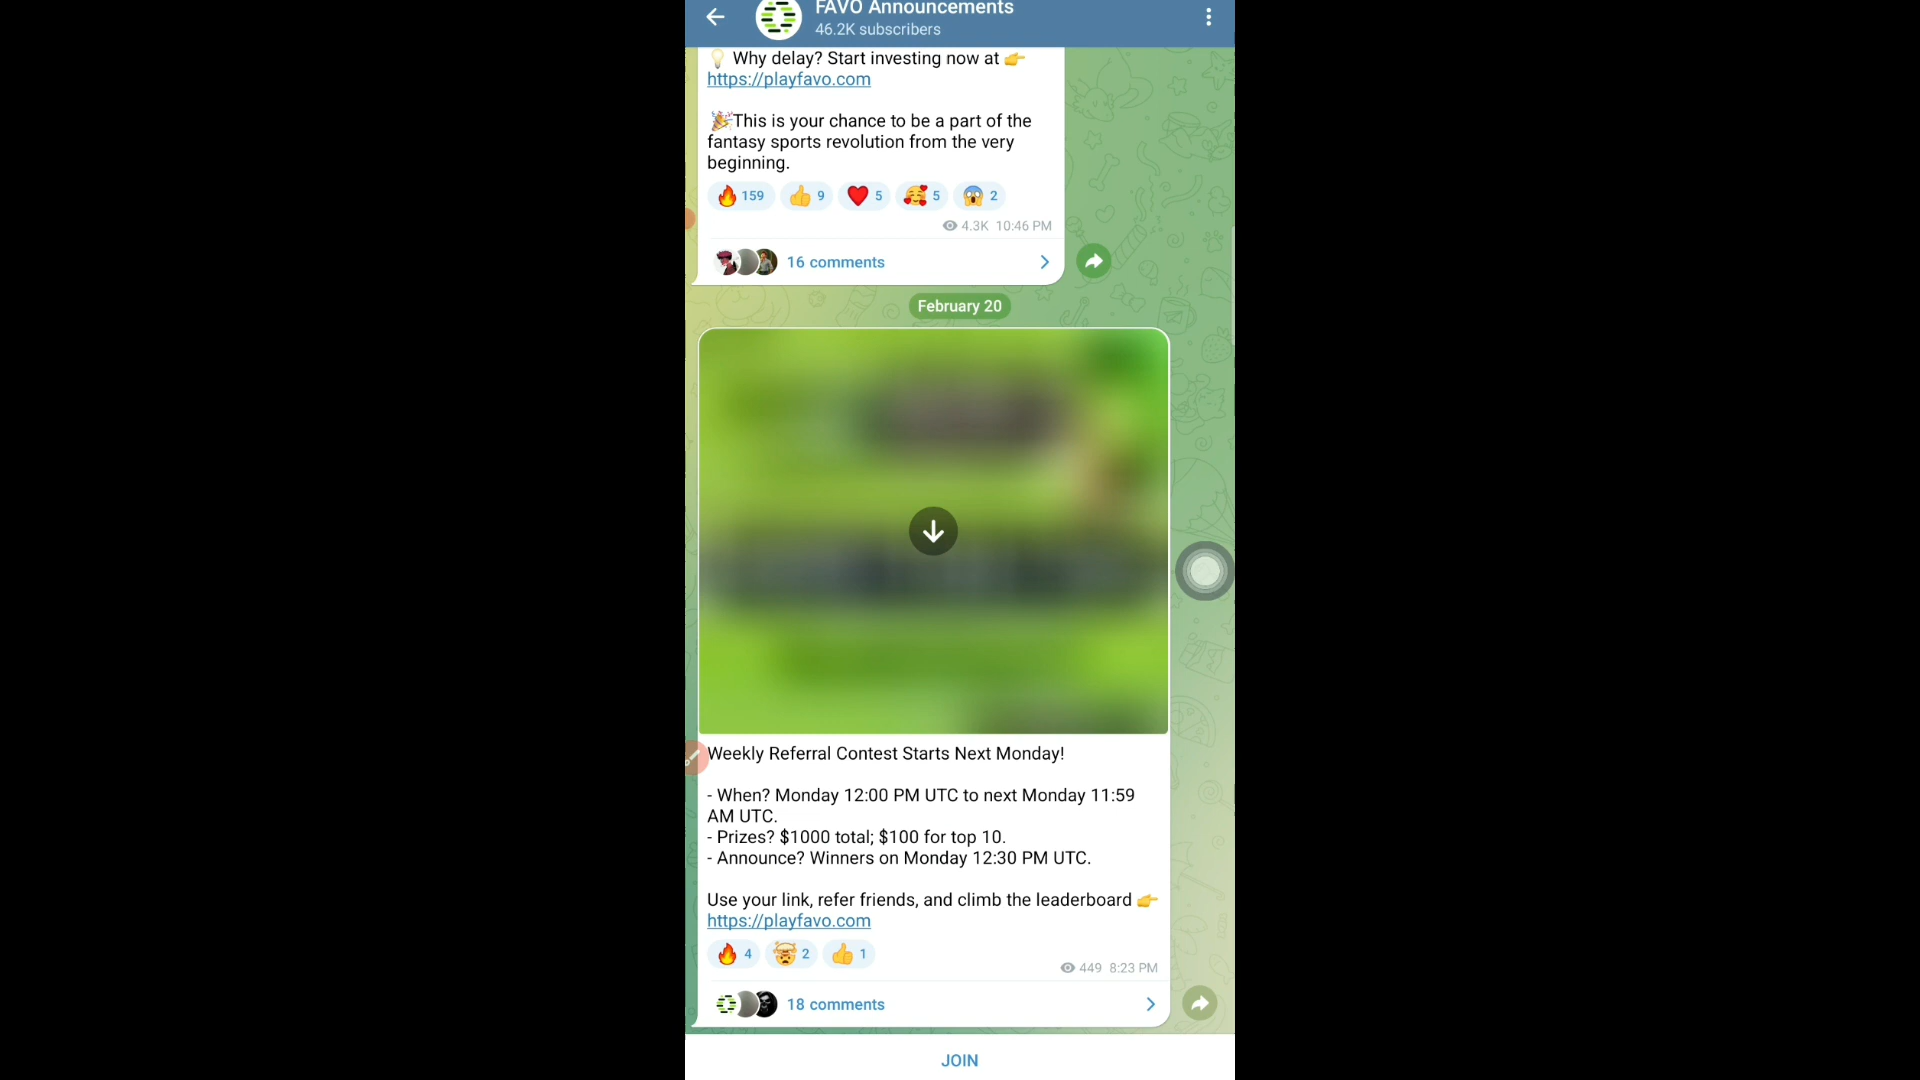 FAVO Announcements
46.2K subscribers
💡 Why delay? Start investing now at 👉
https://playfavo.com
🎉This is your chance to be a part of the
fantasy sports revolution from the very
beginning.
🔥 159 👍 9 ❤️ 5 🥰 5 😱 2
4.3K 10:46 PM
16 comments
February 20
Weekly Referral Contest Starts Next Monday!
- When? Monday 12:00 PM UTC to next Monday 11:59
AM UTC.
- Prizes? $1000 total; $100 for top 10.
- Announce? Winners on Monday 12:30 PM UTC.
Use your link, refer friends, and climb the leaderboard 👉
https://playfavo.com
🔥 4 🤯 2 👍 1
449 8:23 PM
18 comments
JOIN